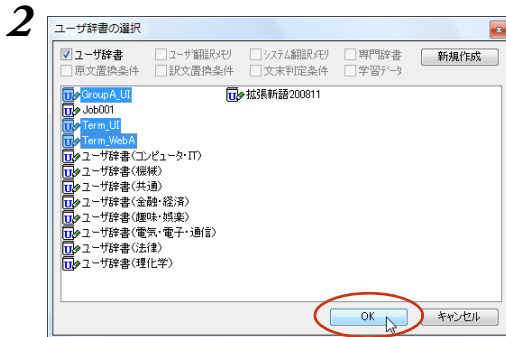 2
ユーザ辞書の選択
ユーザ辞書 ユーザ翻訳メモリ システム翻訳メモリ 専門辞書 新規作成
原文置換条件 訳文置換条件 文末判定条件 学習データ
GroupA_UI 拡張新語200811
Job001
Term_UI
Term_WebA
ユーザ辞書(コンピュータ・IT)
ユーザ辞書(機械)
ユーザ辞書(共通)
ユーザ辞書(金融・経済)
ユーザ辞書(趣味・娯楽)
ユーザ辞書(電気・電子・通信)
ユーザ辞書(法律)
ユーザ辞書(理化学)
OK キャンセル